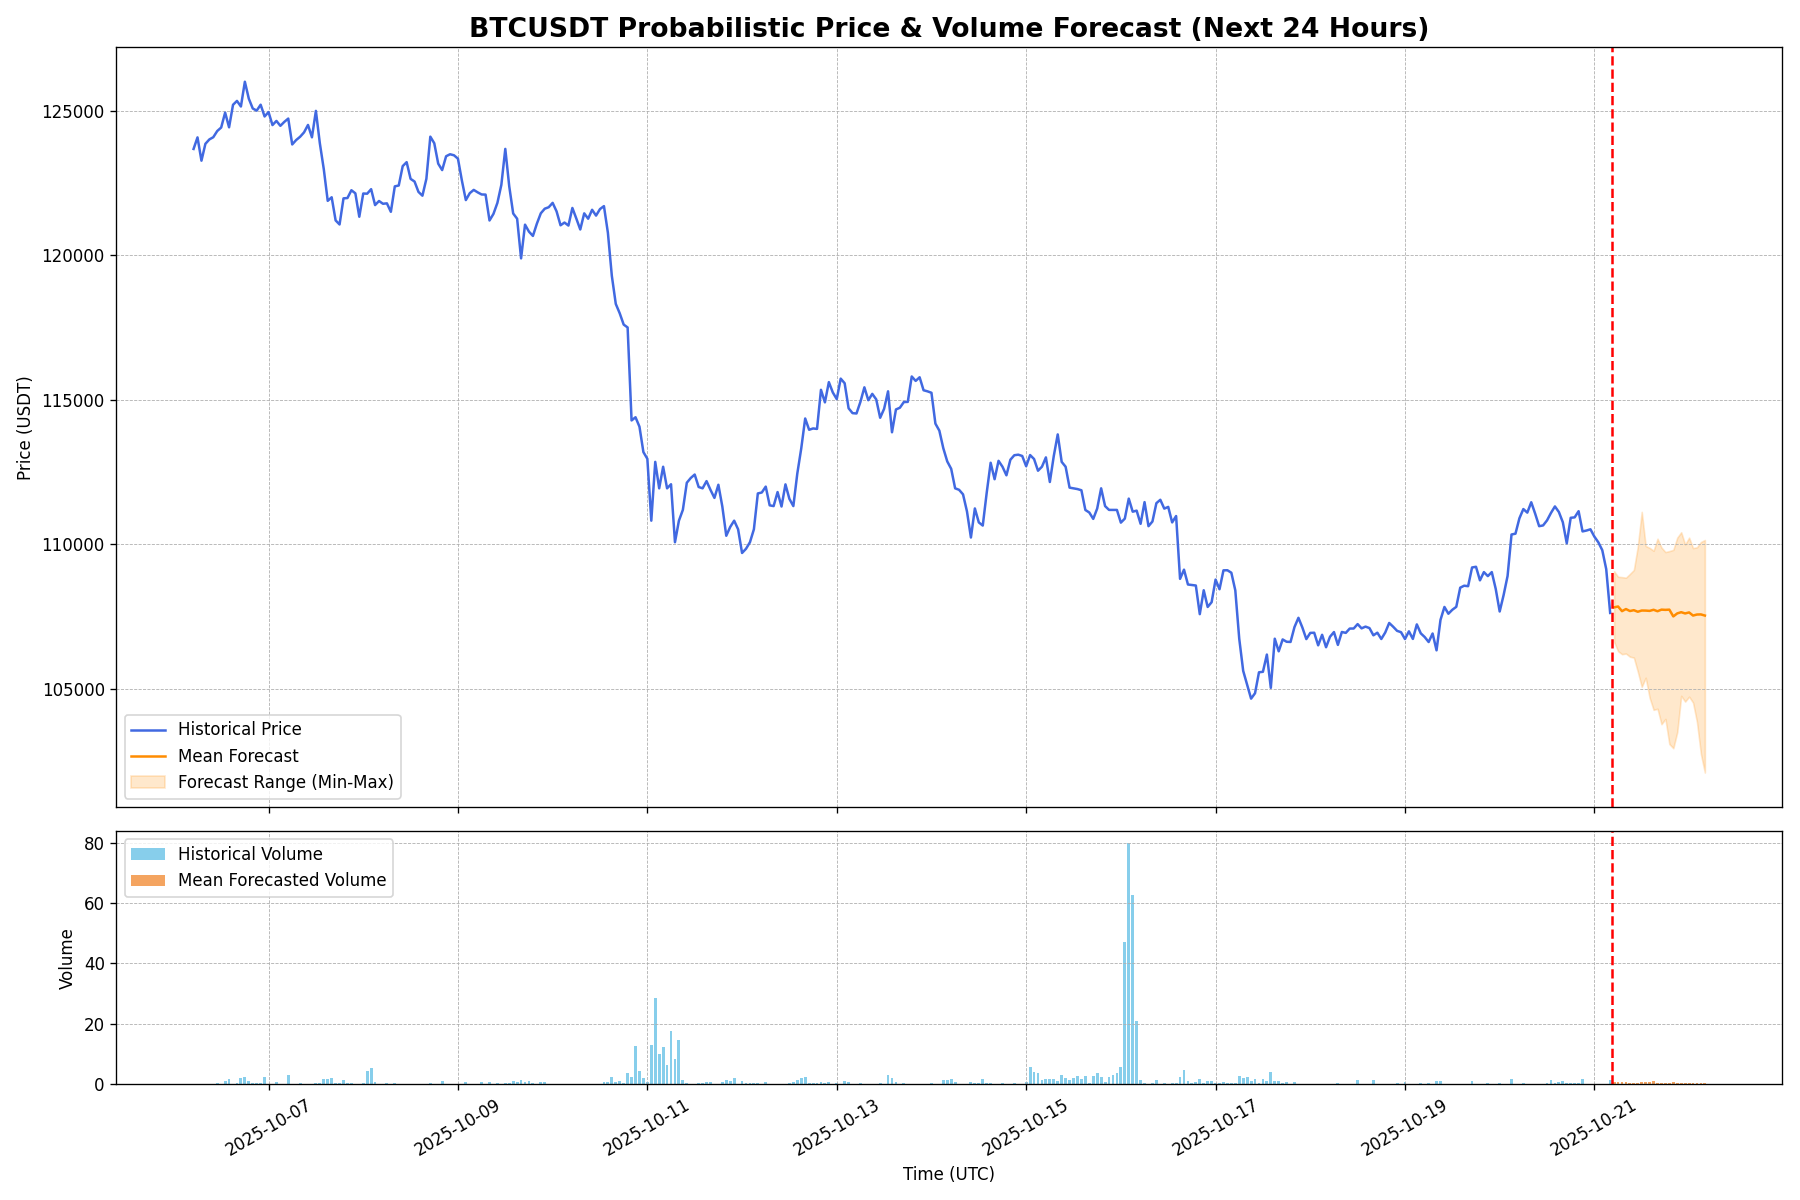 BTCUSDT Probabilistic Price & Volume Forecast (Next 24 Hours)
125000
120000
115000
110000
105000
Price (USDT)
Historical Price
Mean Forecast
Forecast Range (Min-Max)
80
60
40
20
0
Volume
Historical Volume
Mean Forecasted Volume
2025-10-07
2025-10-09
2025-10-11
2025-10-13
2025-10-15
2025-10-17
2025-10-19
2025-10-21
Time (UTC)